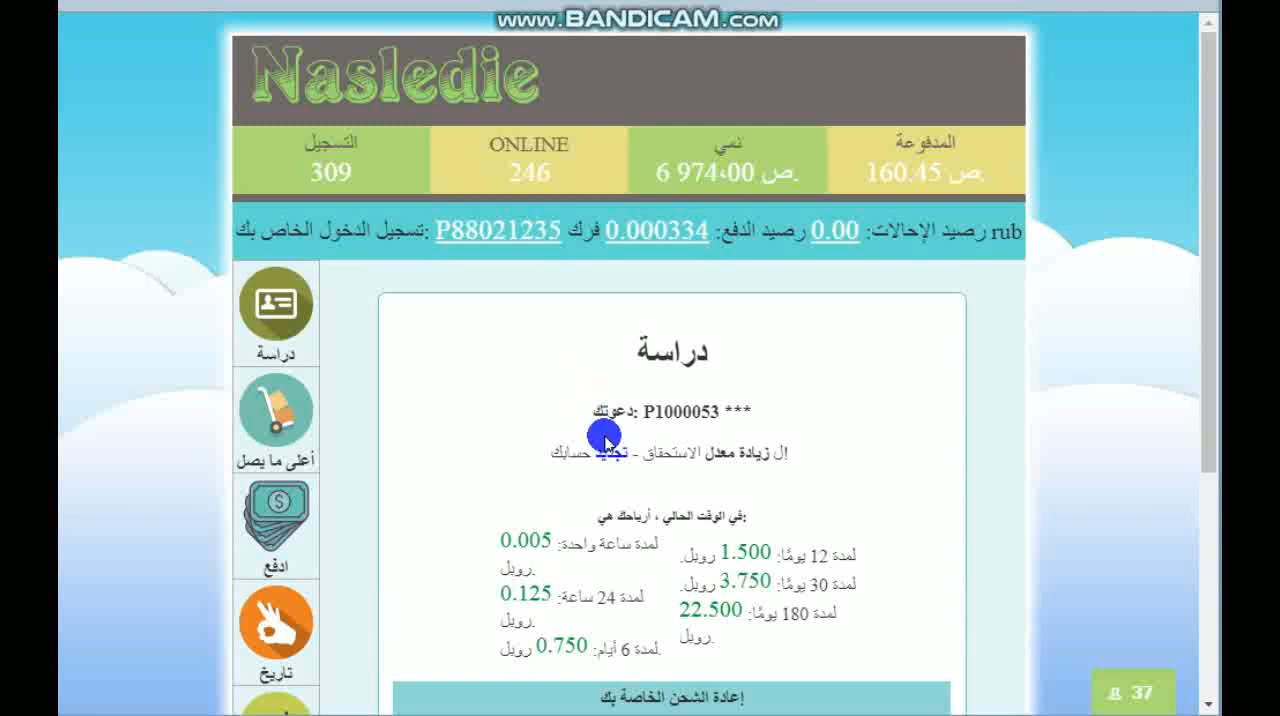 www.BANDICAM.com
Nasledie
التسجيل
309
ONLINE
246
نمي
6 974.00 ص.
المدفوعة
160.45 ص.
rub رصيد الإحالات: 0.00 رصيد الدفع: 0.000334 فرك P88021235 :تسجيل الدخول الخاص بك
دراسة
أعلى ما يصل
ادفع
تاريخ
دراسة
دعوتك: P1000053 ***
إل زيادة معدل الاستحقاق - تجديد حسابك
في الوقت الحالي ، أرباحك هي:
لمدة ساعة واحدة: 0.005
روبل.
لمدة 24 ساعة: 0.125
روبل.
لمدة 6 أيام: 0.750 روبل.
لمدة 12 يومًا: 1.500 روبل.
لمدة 30 يومًا: 3.750 روبل.
لمدة 180 يومًا: 22.500
روبل.
إعادة الشحن الخاصة بك
37